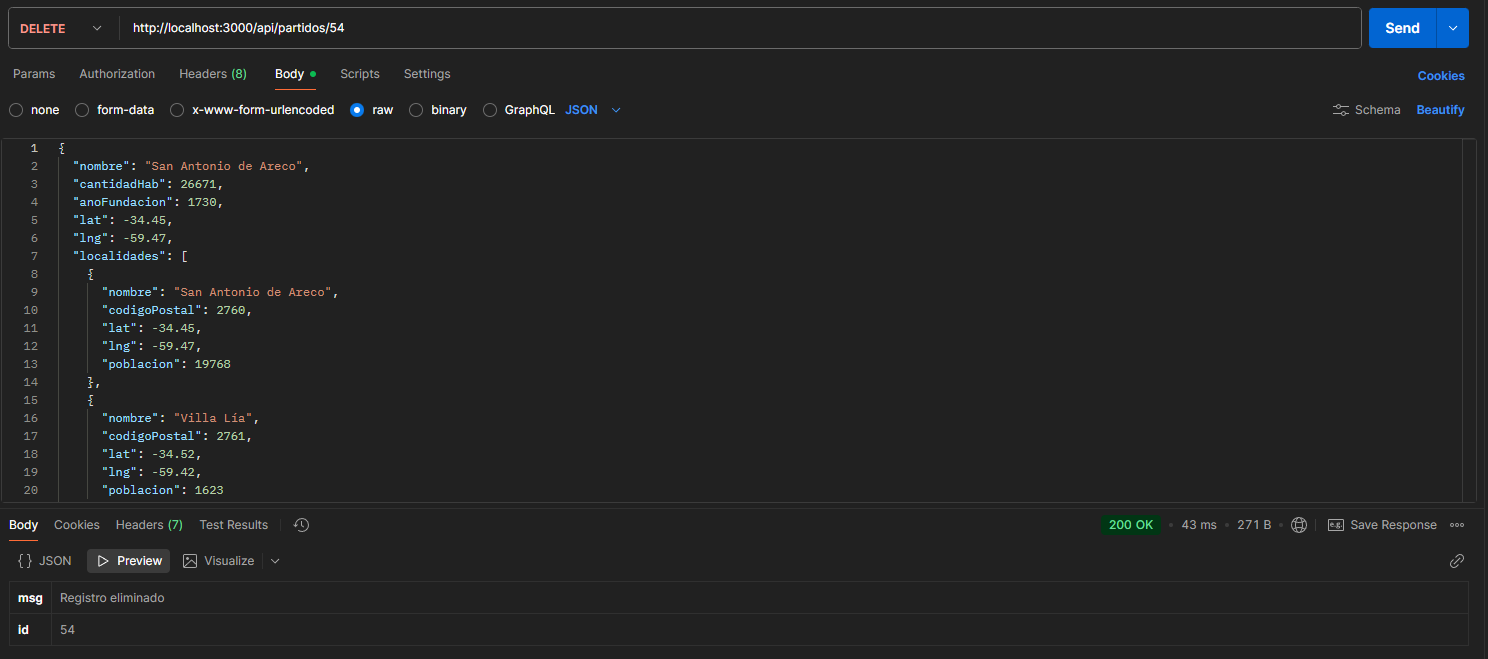 DELETE http://localhost:3000/api/partidos/54 Send
Params Authorization Headers (8) Body Scripts Settings Cookies
none form-data x-www-form-urlencoded raw binary GraphQL JSON Schema Beautify
1 {
2 "nombre": "San Antonio de Areco",
3 "cantidadHab": 26671,
4 "anoFundacion": 1730,
5 "lat": -34.45,
6 "lng": -59.47,
7 "localidades": [
8 {
9 "nombre": "San Antonio de Areco",
10 "codigoPostal": 2760,
11 "lat": -34.45,
12 "lng": -59.47,
13 "poblacion": 19768
14 },
15 {
16 "nombre": "Villa Lía",
17 "codigoPostal": 2761,
18 "lat": -34.52,
19 "lng": -59.42,
20 "poblacion": 1623
Body Cookies Headers (7) Test Results 200 OK • 43 ms • 271 B • e.g. Save Response
{} JSON Preview Visualize
msg Registro eliminado
id 54